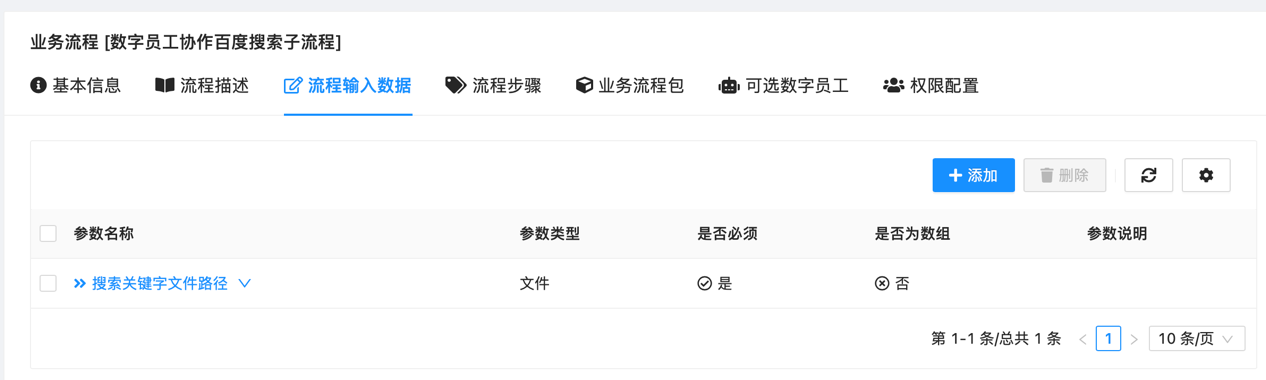 业务流程 [数字员工协作百度搜索子流程]
基本信息 流程描述 流程输入数据 流程步骤 业务流程包 可选数字员工 权限配置
添加 删除
参数名称 参数类型 是否必须 是否为数组 参数说明
搜索关键字文件路径 文件 是 否
第 1-1 条/总共 1 条 1 10 条/页